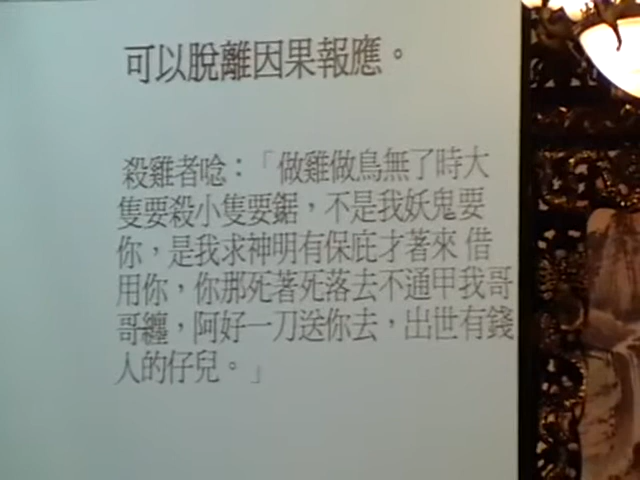 可以脫離因果報應。
殺雞者唸：「做雞做鳥無了時大
隻要殺小隻要鋸，不是我妖鬼要
你，是我求神明有保庇才著來 借
用你，你那死著死落去不通甲我哥
哥纏，阿好一刀送你去，出世有錢
人的仔兒。」